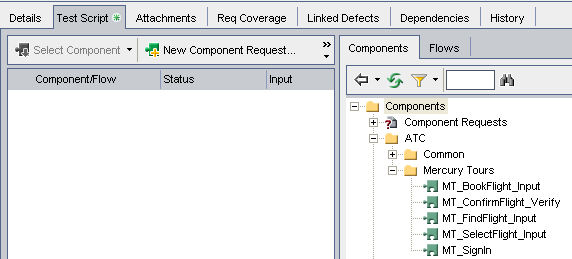 Details Test Script Attachments Req Coverage Linked Defects Dependencies History
Select Component New Component Request... »
Component/Flow Status Input
Components Flows
Components
Component Requests
ATC
Common
Mercury Tours
MT_BookFlight_Input
MT_ConfirmFlight_Verify
MT_FindFlight_Input
MT_SelectFlight_Input
MT_SignIn